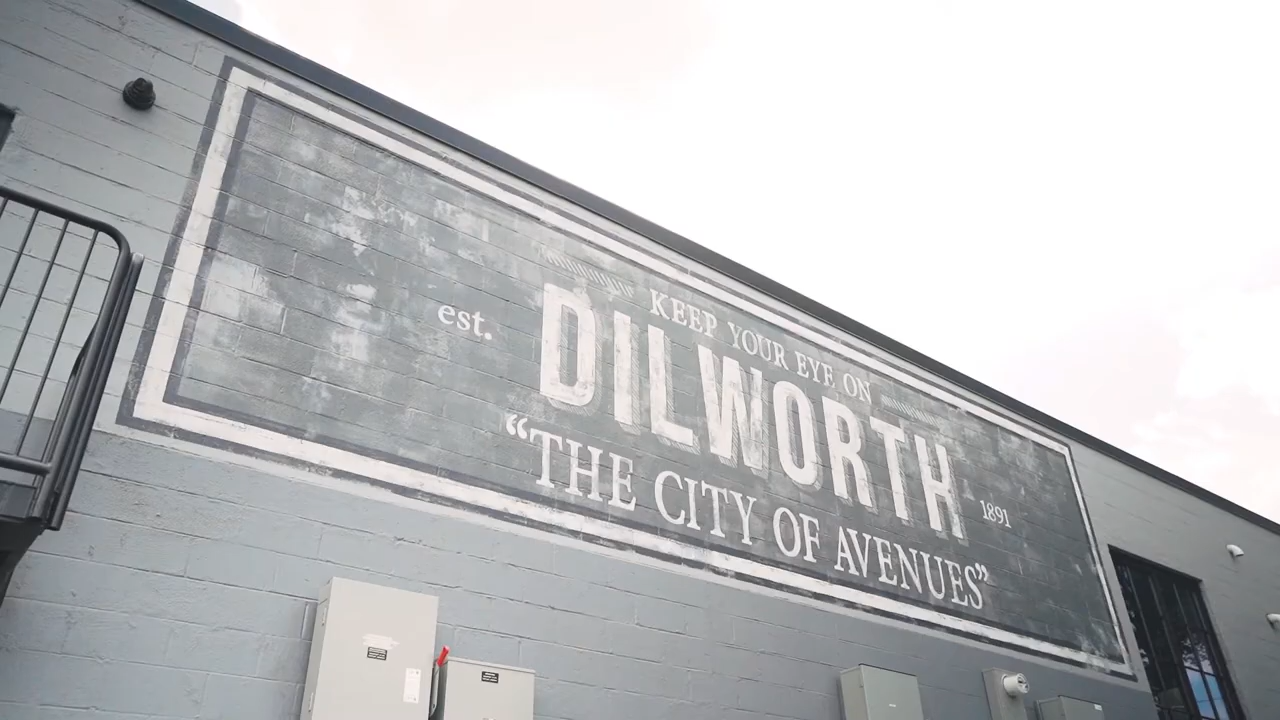 KEEP YOUR EYE ON
est. DILWORTH 1891
“THE CITY OF AVENUES”